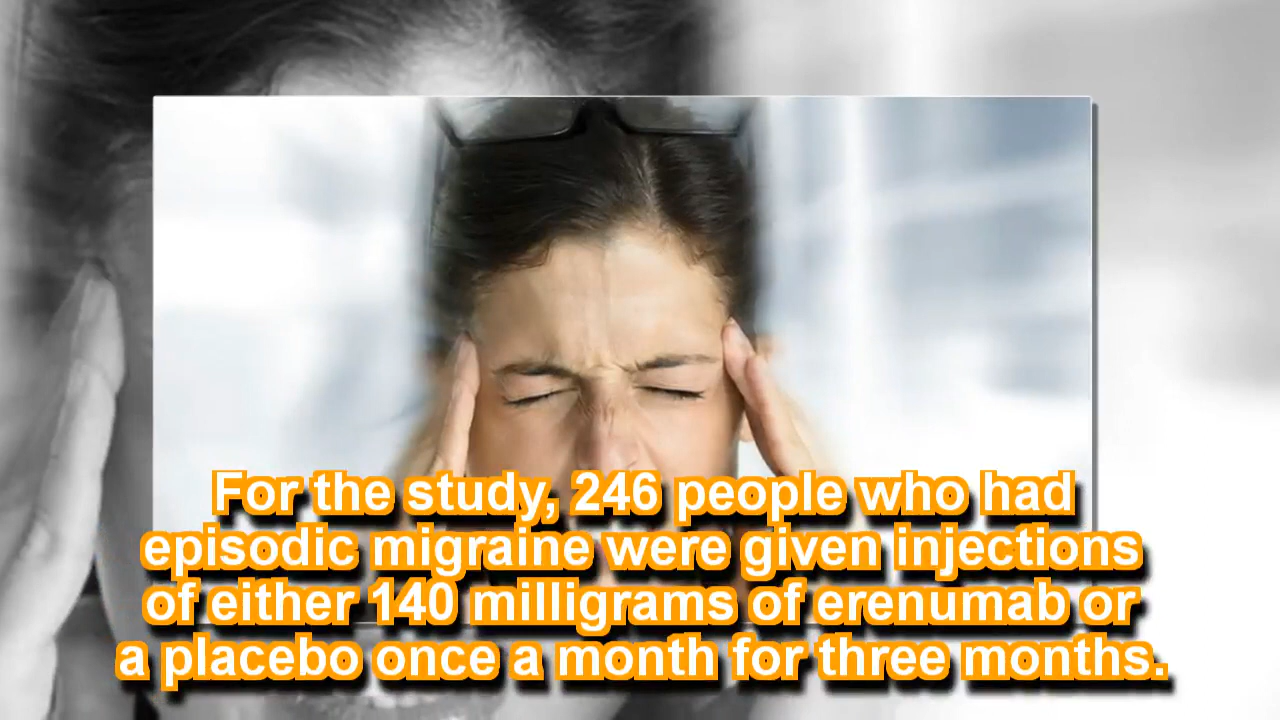 For the study, 246 people who had
episodic migraine were given injections
of either 140 milligrams of erenumab or
a placebo once a month for three months.